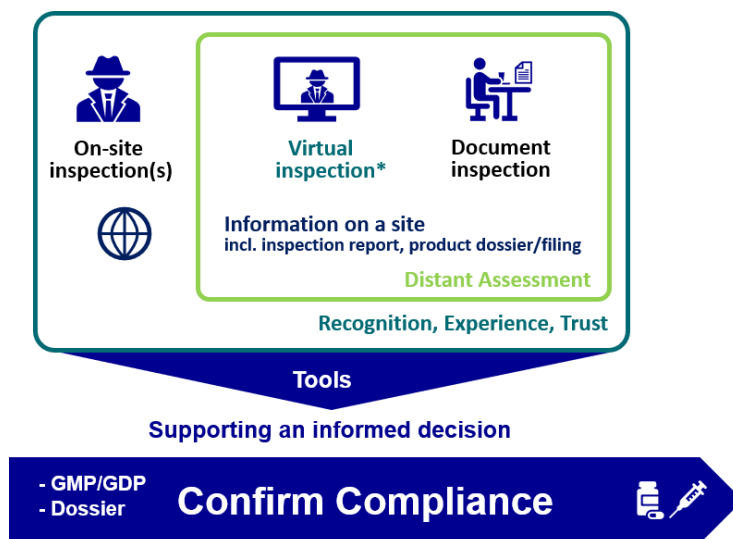 On-site
inspection(s)
Virtual
inspection*
Document
inspection
Information on a site
incl. inspection report, product dossier/filing
Distant Assessment
Recognition, Experience, Trust
Tools
Supporting an informed decision
- GMP/GDP
- Dossier
Confirm Compliance